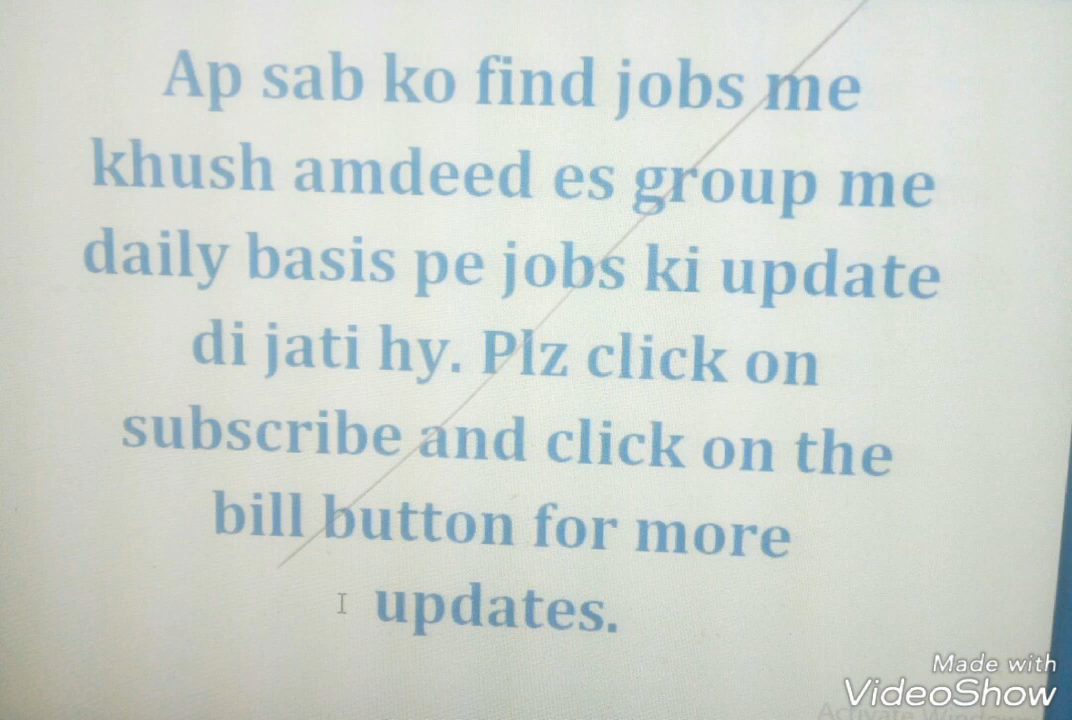 Ap sab ko find jobs me
khush amdeed es group me
daily basis pe jobs ki update
di jati hy. Plz click on
subscribe and click on the
bill button for more
updates.
Made with
VideoShow